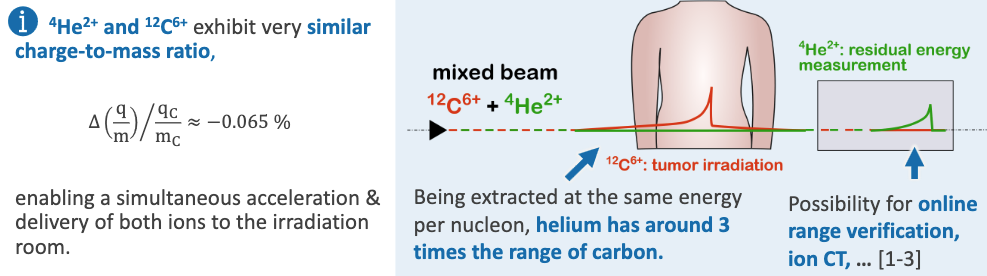 i ⁴He²⁺ and ¹²C⁶⁺ exhibit very similar
charge-to-mass ratio,
Δ(q/m)/(q_C/m_C) ≈ −0.065 %
enabling a simultaneous acceleration &
delivery of both ions to the irradiation
room.
mixed beam
¹²C⁶⁺ + ⁴He²⁺
¹²C⁶⁺: tumor irradiation
⁴He²⁺: residual energy
measurement
Being extracted at the same energy
per nucleon, helium has around 3
times the range of carbon.
Possibility for online
range verification,
ion CT, ... [1-3]